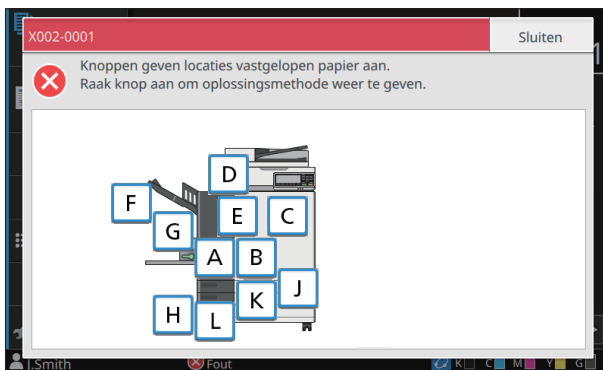 X002-0001
Sluiten
Knoppen geven locaties vastgelopen papier aan.
Raak knop aan om oplossingsmethode weer te geven.
D
F
E
C
G
A
B
J
K
H
L
J.Smith
Fout
K
C
M
Y
G